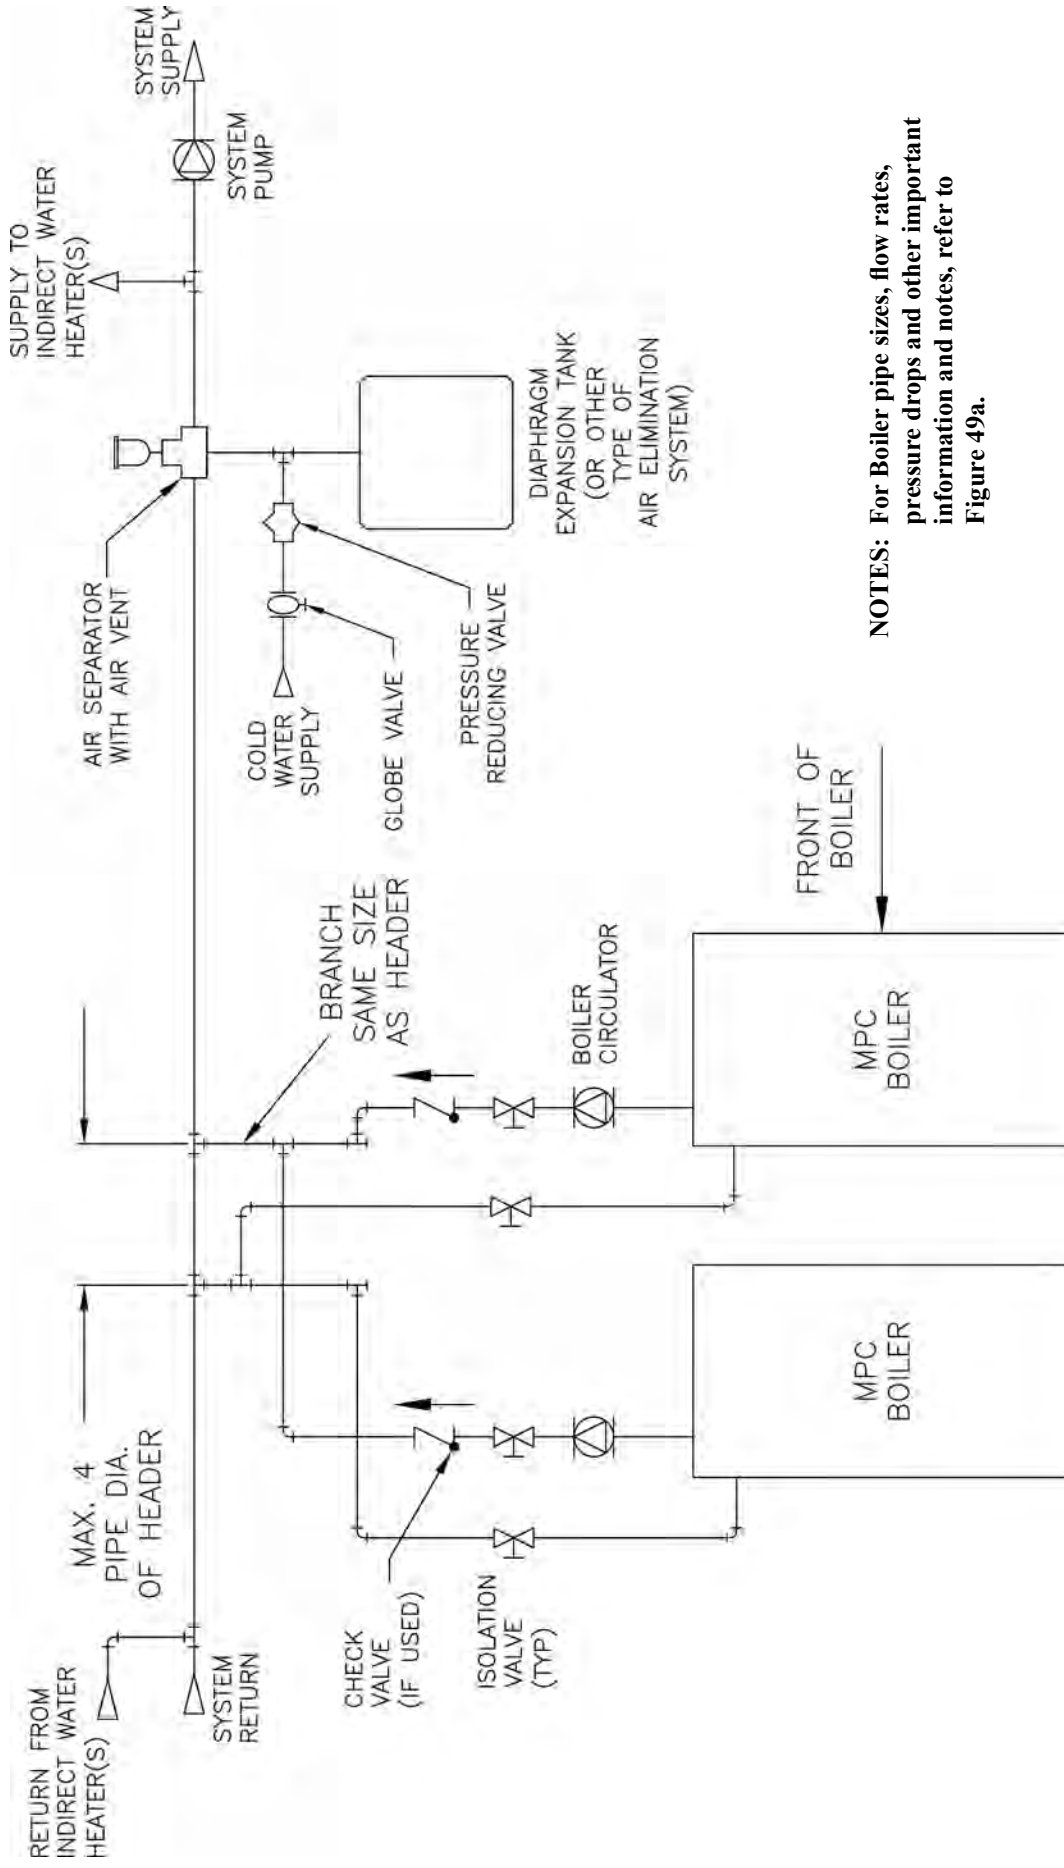 RETURN FROM
INDIRECT WATER
HEATER(S)
SYSTEM
RETURN
MAX. 4
PIPE DIA.
OF HEADER
CHECK
VALVE
(IF USED)
ISOLATION
VALVE
(TYP)
MPC
BOILER
BRANCH
SAME SIZE
AS HEADER
BOILER
CIRCULATOR
MPC
BOILER
FRONT OF
BOILER
AIR SEPARATOR
WITH AIR VENT
COLD
WATER
SUPPLY
GLOBE VALVE
PRESSURE
REDUCING VALVE
DIAPHRAGM
EXPANSION TANK
(OR OTHER
TYPE OF
AIR ELIMINATION
SYSTEM)
SUPPLY TO
INDIRECT WATER
HEATER(S)
SYSTEM
PUMP
SYSTEM
SUPPLY
NOTES: For Boiler pipe sizes, flow rates,
pressure drops and other important
information and notes, refer to
Figure 49a.